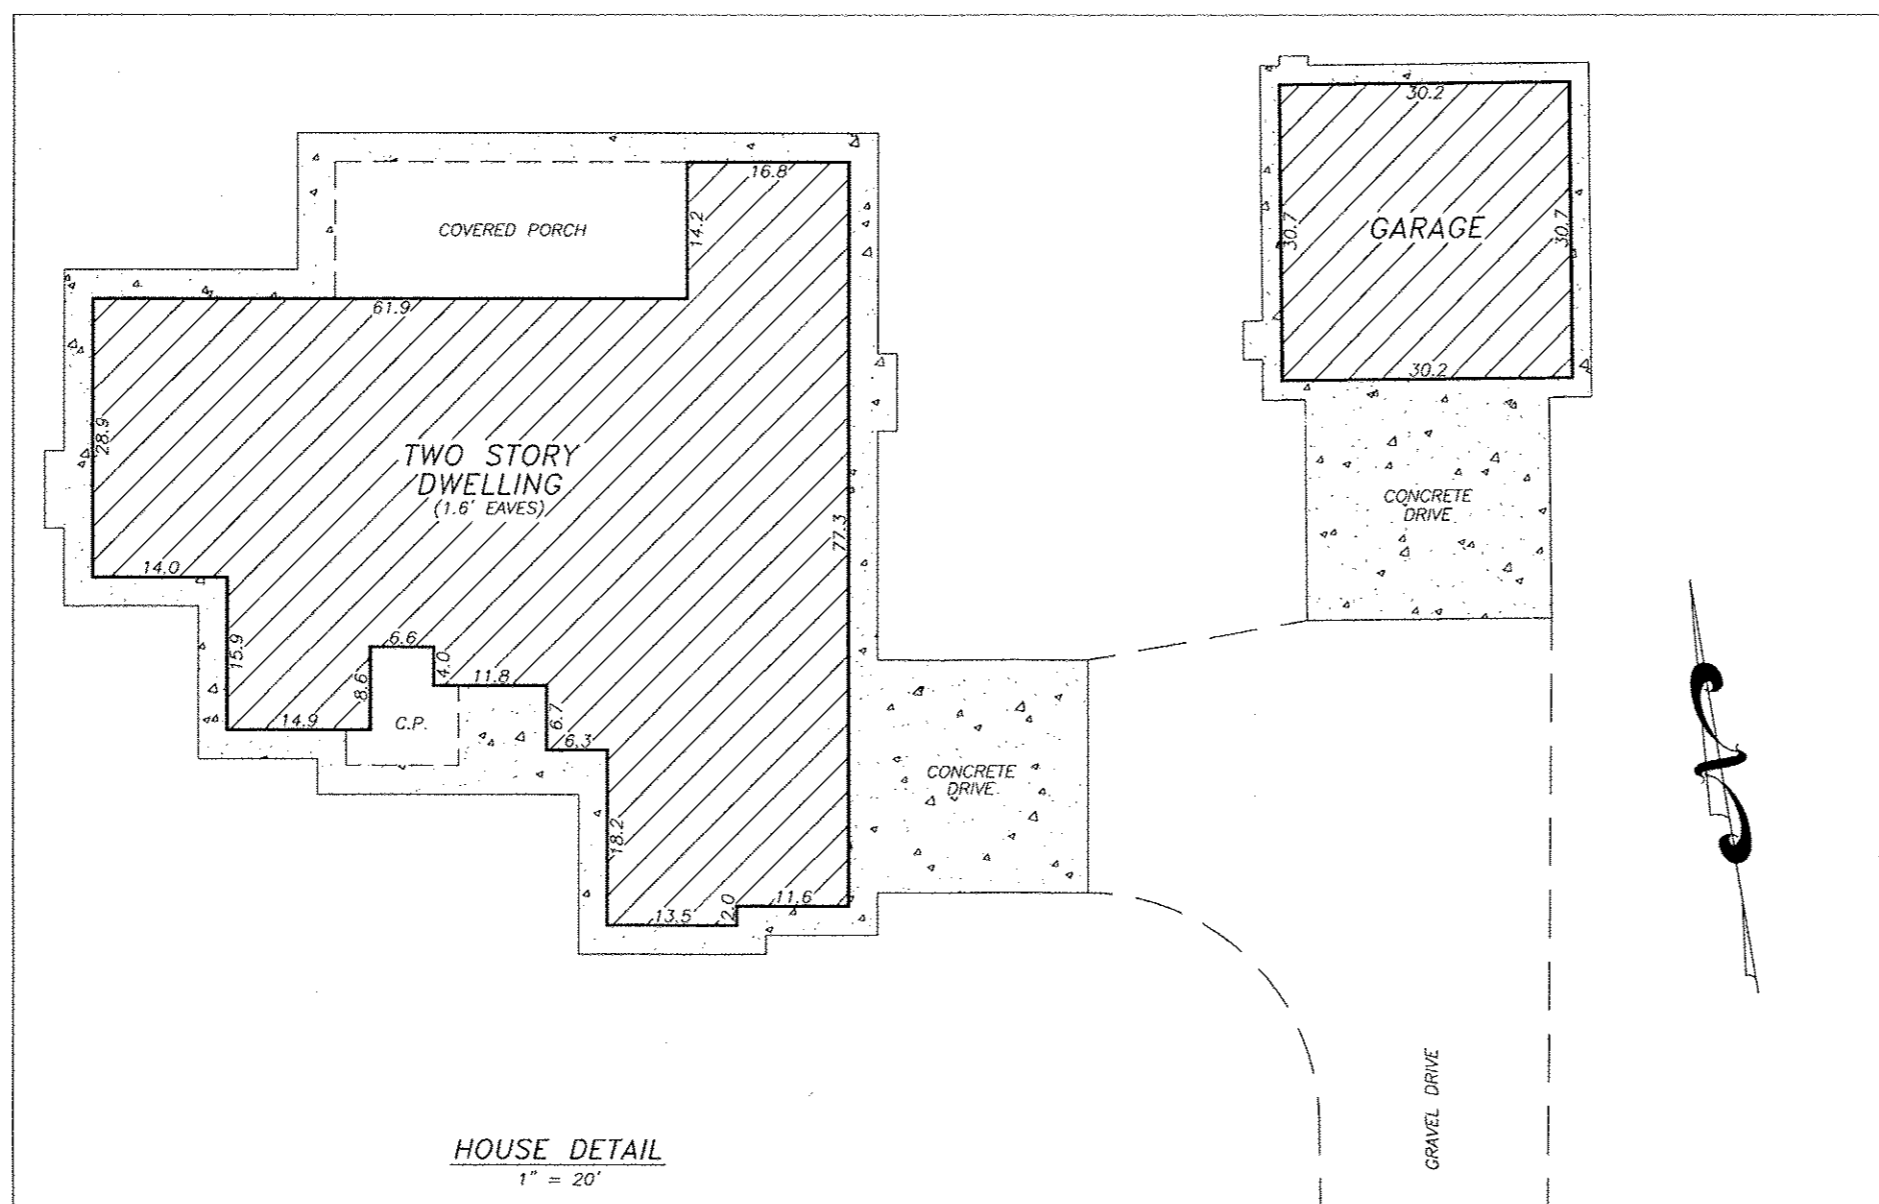 30.2
16.8
COVERED PORCH
14.2
30.7
GARAGE
30.7
61.9
30.2
28.9
TWO STORY
DWELLING
(1.6' EAVES)
77.3
CONCRETE
DRIVE
14.0
15.9
6.6
4.0
8.6
11.8
14.9
C.P.
6.7
6.3
CONCRETE
DRIVE
18.2
13.5
2.0
11.6
GRAVEL DRIVE
HOUSE DETAIL
1" = 20'